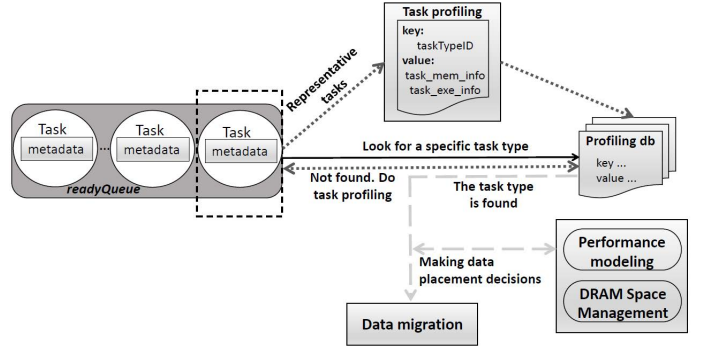 Task profiling
key:
taskTypeID
value:
task_mem_info
task_exe_info
Representative
tasks
Task
metadata
...
Task
metadata
Task
metadata
readyQueue
Look for a specific task type
Not found. Do
task profiling
The task type
is found
Profiling db
key ...
value ...
Making data
placement decisions
Performance
modeling
DRAM Space
Management
Data migration